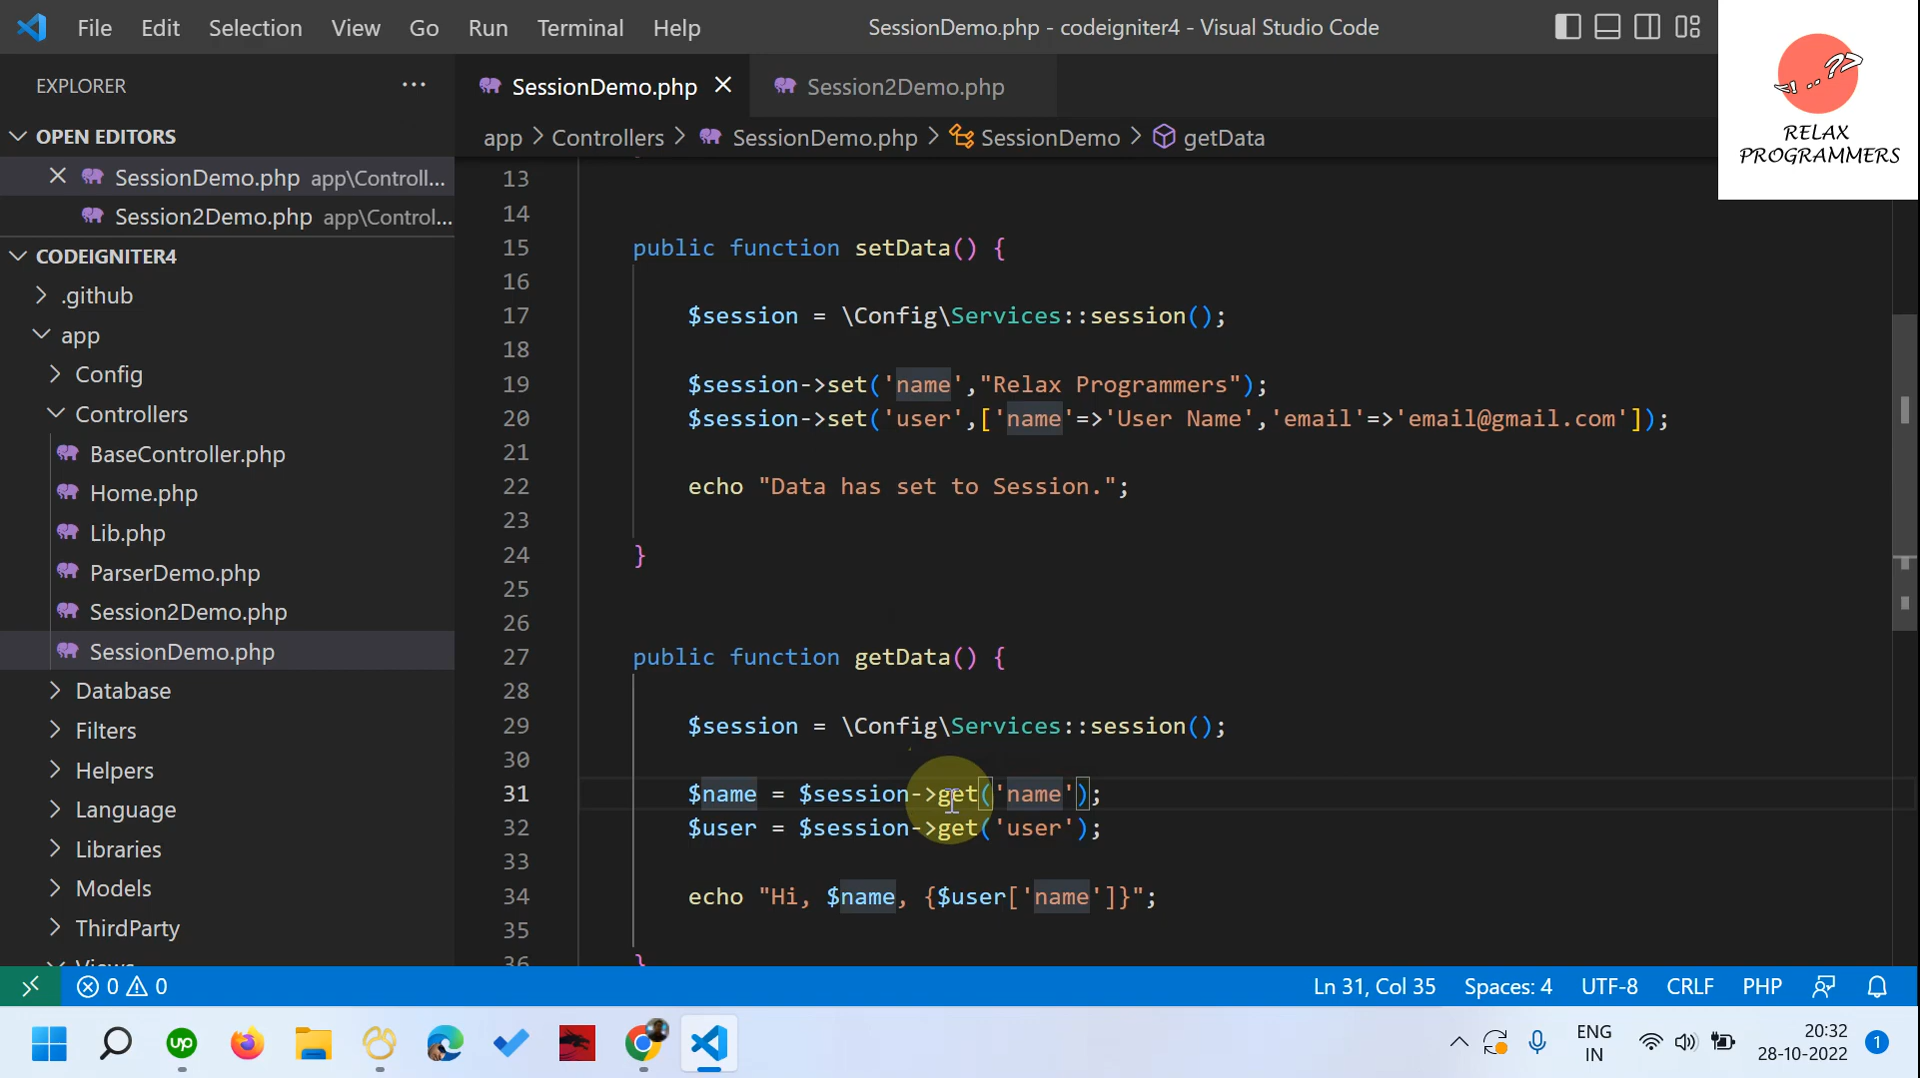 File Edit Selection View Go Run Terminal Help
SessionDemo.php - codeigniter4 - Visual Studio Code
RELAX
PROGRAMMERS
EXPLORER ...
OPEN EDITORS
SessionDemo.php app\Controll...
Session2Demo.php app\Control...
CODEIGNITER4
.github
app
Config
Controllers
BaseController.php
Home.php
Lib.php
ParserDemo.php
Session2Demo.php
SessionDemo.php
Database
Filters
Helpers
Language
Libraries
Models
ThirdParty
Views
SessionDemo.php Session2Demo.php
app > Controllers > SessionDemo.php > SessionDemo > getData
13
14
15 public function setData() {
16
17 $session = \Config\Services::session();
18
19 $session->set('name',"Relax Programmers");
20 $session->set('user',['name'=>'User Name','email'=>'email@gmail.com']);
21
22 echo "Data has set to Session.";
23
24 }
25
26
27 public function getData() {
28
29 $session = \Config\Services::session();
30
31 $name = $session->get('name');
32 $user = $session->get('user');
33
34 echo "Hi, $name, {$user['name']}";
35
36 }
0 0 Ln 31, Col 35 Spaces: 4 UTF-8 CRLF PHP
up
ENG
IN
20:32
28-10-2022
1